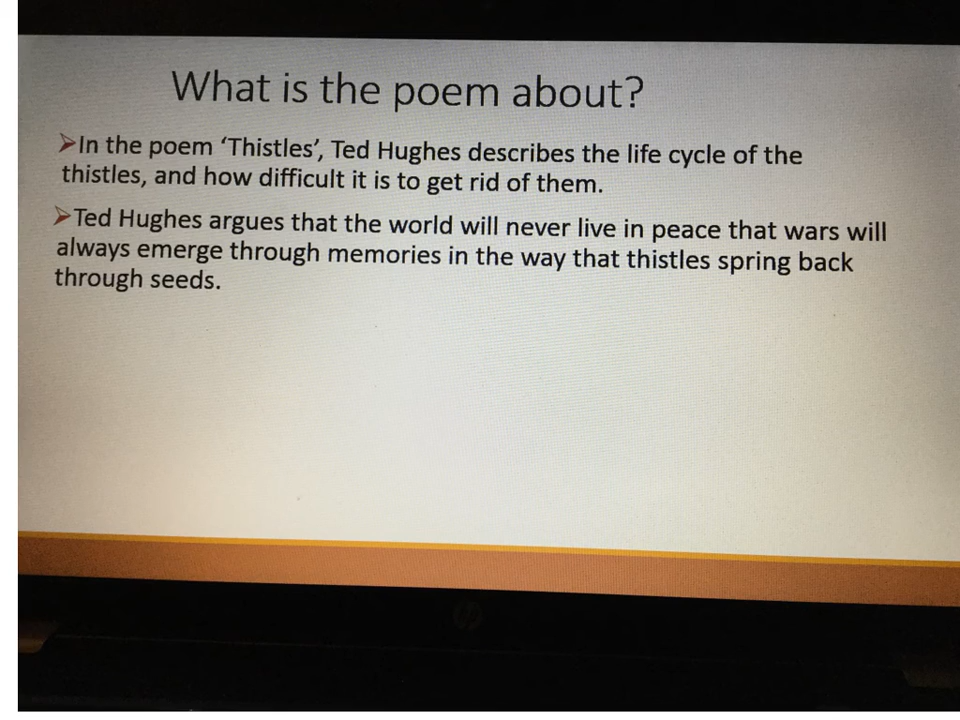 What is the poem about?
➢In the poem ‘Thistles’, Ted Hughes describes the life cycle of the
thistles, and how difficult it is to get rid of them.
➢Ted Hughes argues that the world will never live in peace that wars will
always emerge through memories in the way that thistles spring back
through seeds.
hp